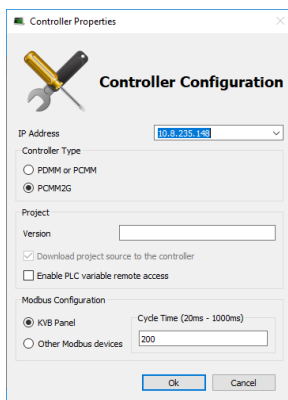 Controller Properties
Controller Configuration
IP Address 10.8.235.148
Controller Type
PDMM or PCMM
PCMM2G
Project
Version
Download project source to the controller
Enable PLC variable remote access
Modbus Configuration
KVB Panel
Other Modbus devices
Cycle Time (20ms - 1000ms)
200
Ok Cancel